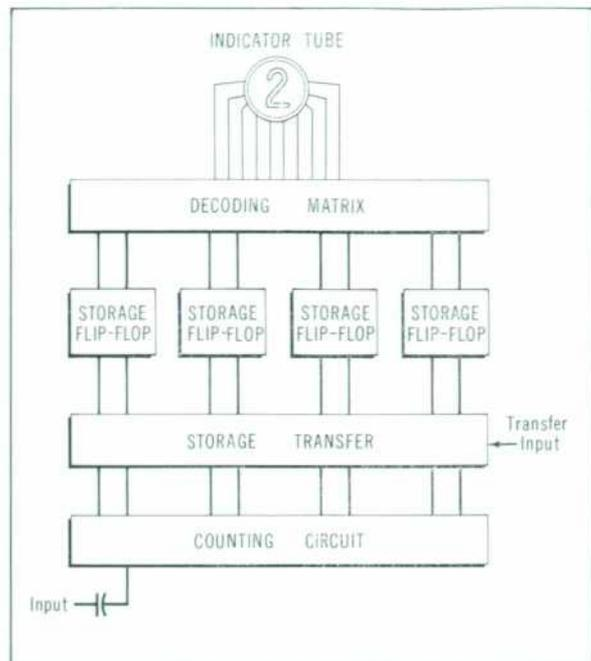 INDICATOR TUBE
2
DECODING MATRIX
STORAGE FLIP-FLOP
STORAGE FLIP-FLOP
STORAGE FLIP-FLOP
STORAGE FLIP-FLOP
STORAGE TRANSFER
Transfer
Input
COUNTING CIRCUIT
Input